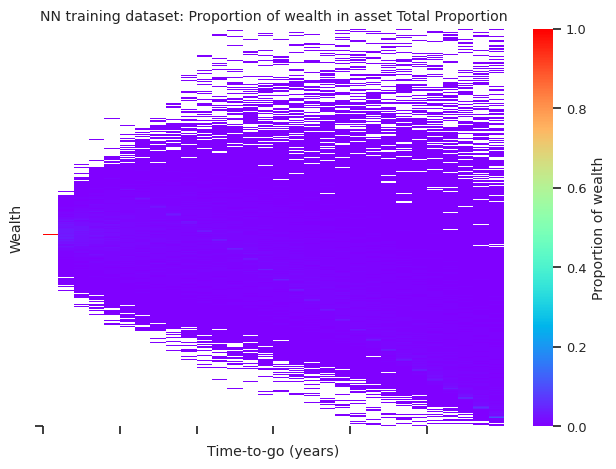 NN training dataset: Proportion of wealth in asset Total Proportion
Wealth
Time-to-go (years)
1.0
0.8
0.6
0.4
0.2
0.0
Proportion of wealth